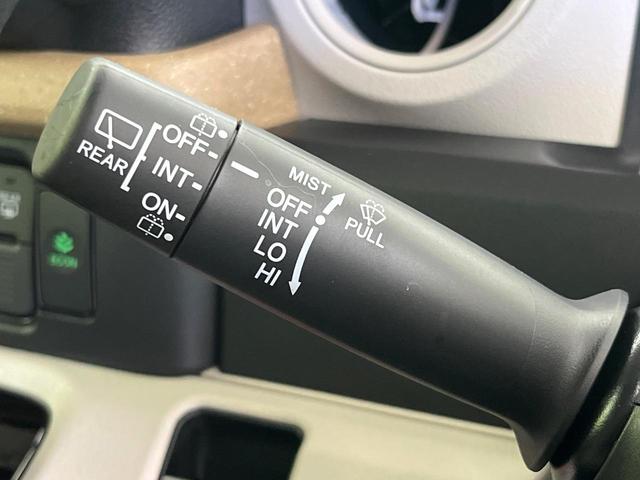 REAR
OFF
INT
ON
MIST
OFF
INT
LO
HI
PULL
ECON